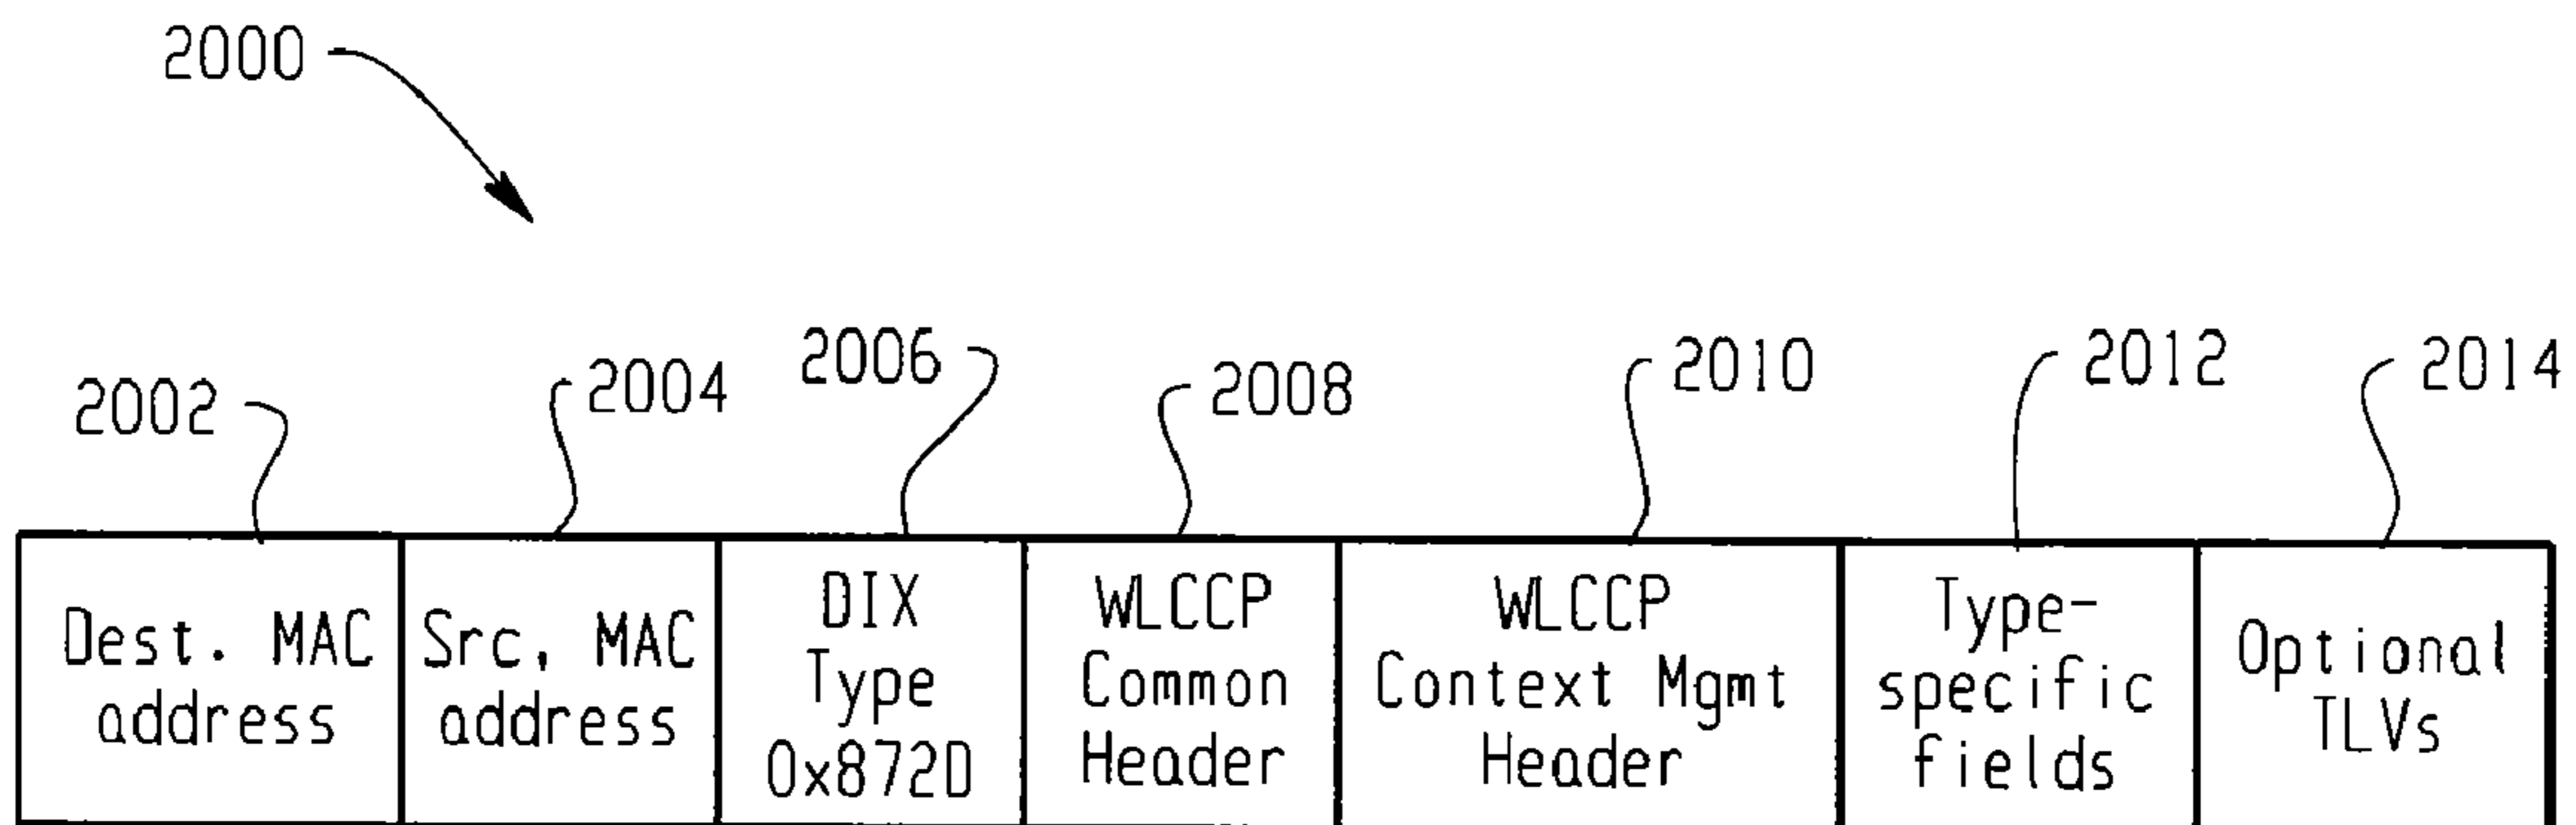 2000
2002
2004
2006
2008
2010
2012
2014
Dest. MAC
address
Src, MAC
address
DIX
Type
0x872D
WLCCP
Common
Header
WLCCP
Context Mgmt
Header
Type-
specific
fields
Optional
TLVs